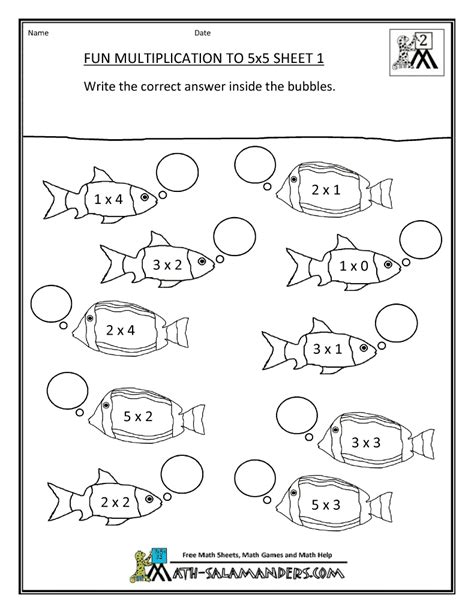 Name Date
FUN MULTIPLICATION TO 5x5 SHEET 1
2
Write the correct answer inside the bubbles.
1 x 4
2 x 1
3 x 2
1 x 0
2 x 4
3 x 1
5 x 2
3 x 3
2 x 2
5 x 3
Free Math Sheets, Math Games and Math Help
MATH-SALAMANDERS.COM